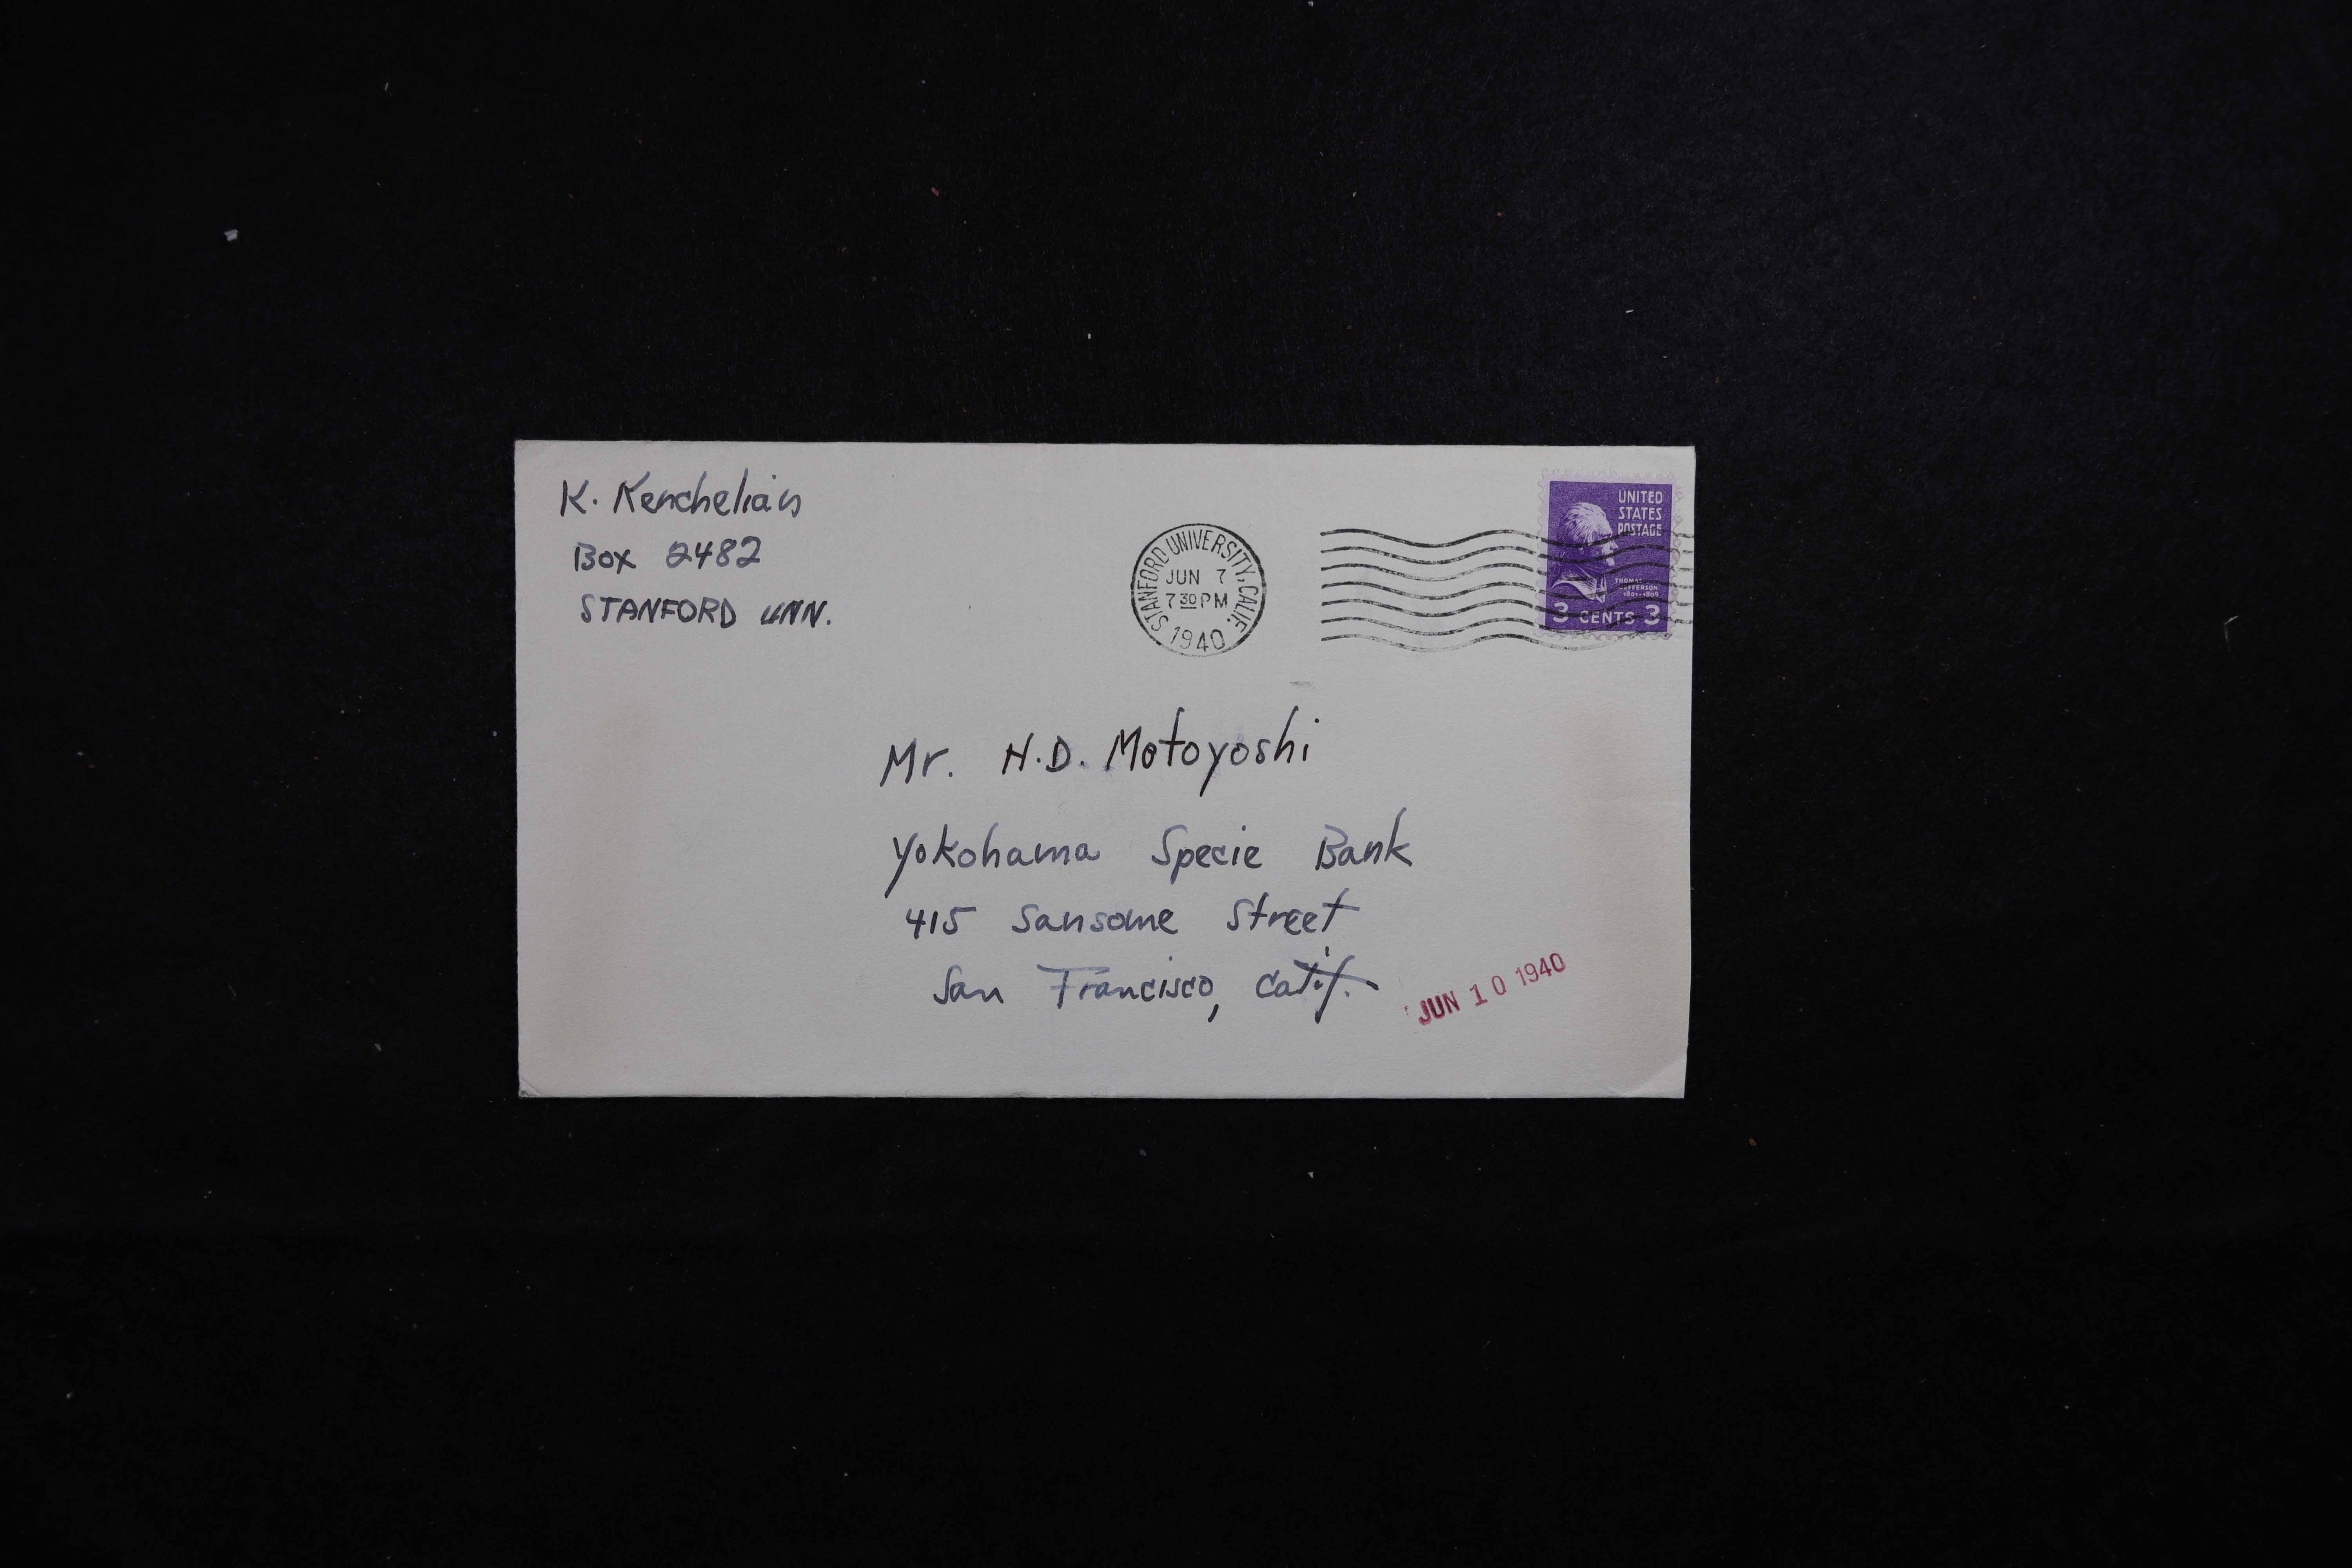 K. Kenchelian
Box 2482
STANFORD UNN.
STANFORD UNIVERSITY, CALIF.
JUN 7
7 30 PM
1940
UNITED
STATES
POSTAGE
THOMAS
JEFFERSON
1801-1809
3 CENTS 3
Mr. H.D. Motoyoshi
Yokohama Specie Bank
415 Sansome Street
San Francisco, Calif.
JUN 10 1940